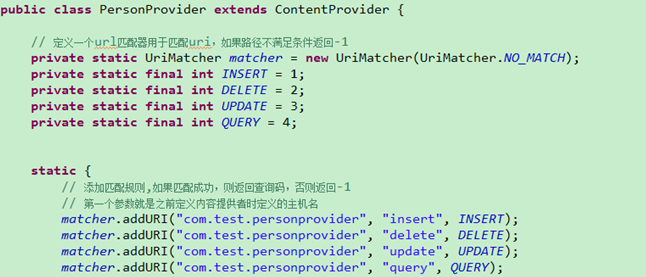 public class PersonProvider extends ContentProvider {
// 定义一个url匹配器用于匹配uri，如果路径不满足条件返回-1
private static UriMatcher matcher = new UriMatcher(UriMatcher.NO_MATCH);
private static final int INSERT = 1;
private static final int DELETE = 2;
private static final int UPDATE = 3;
private static final int QUERY = 4;
static {
// 添加匹配规则,如果匹配成功，则返回查询码，否则返回-1
// 第一个参数就是之前定义内容提供者时定义的主机名
matcher.addURI("com.test.personprovider", "insert", INSERT);
matcher.addURI("com.test.personprovider", "delete", DELETE);
matcher.addURI("com.test.personprovider", "update", UPDATE);
matcher.addURI("com.test.personprovider", "query", QUERY);